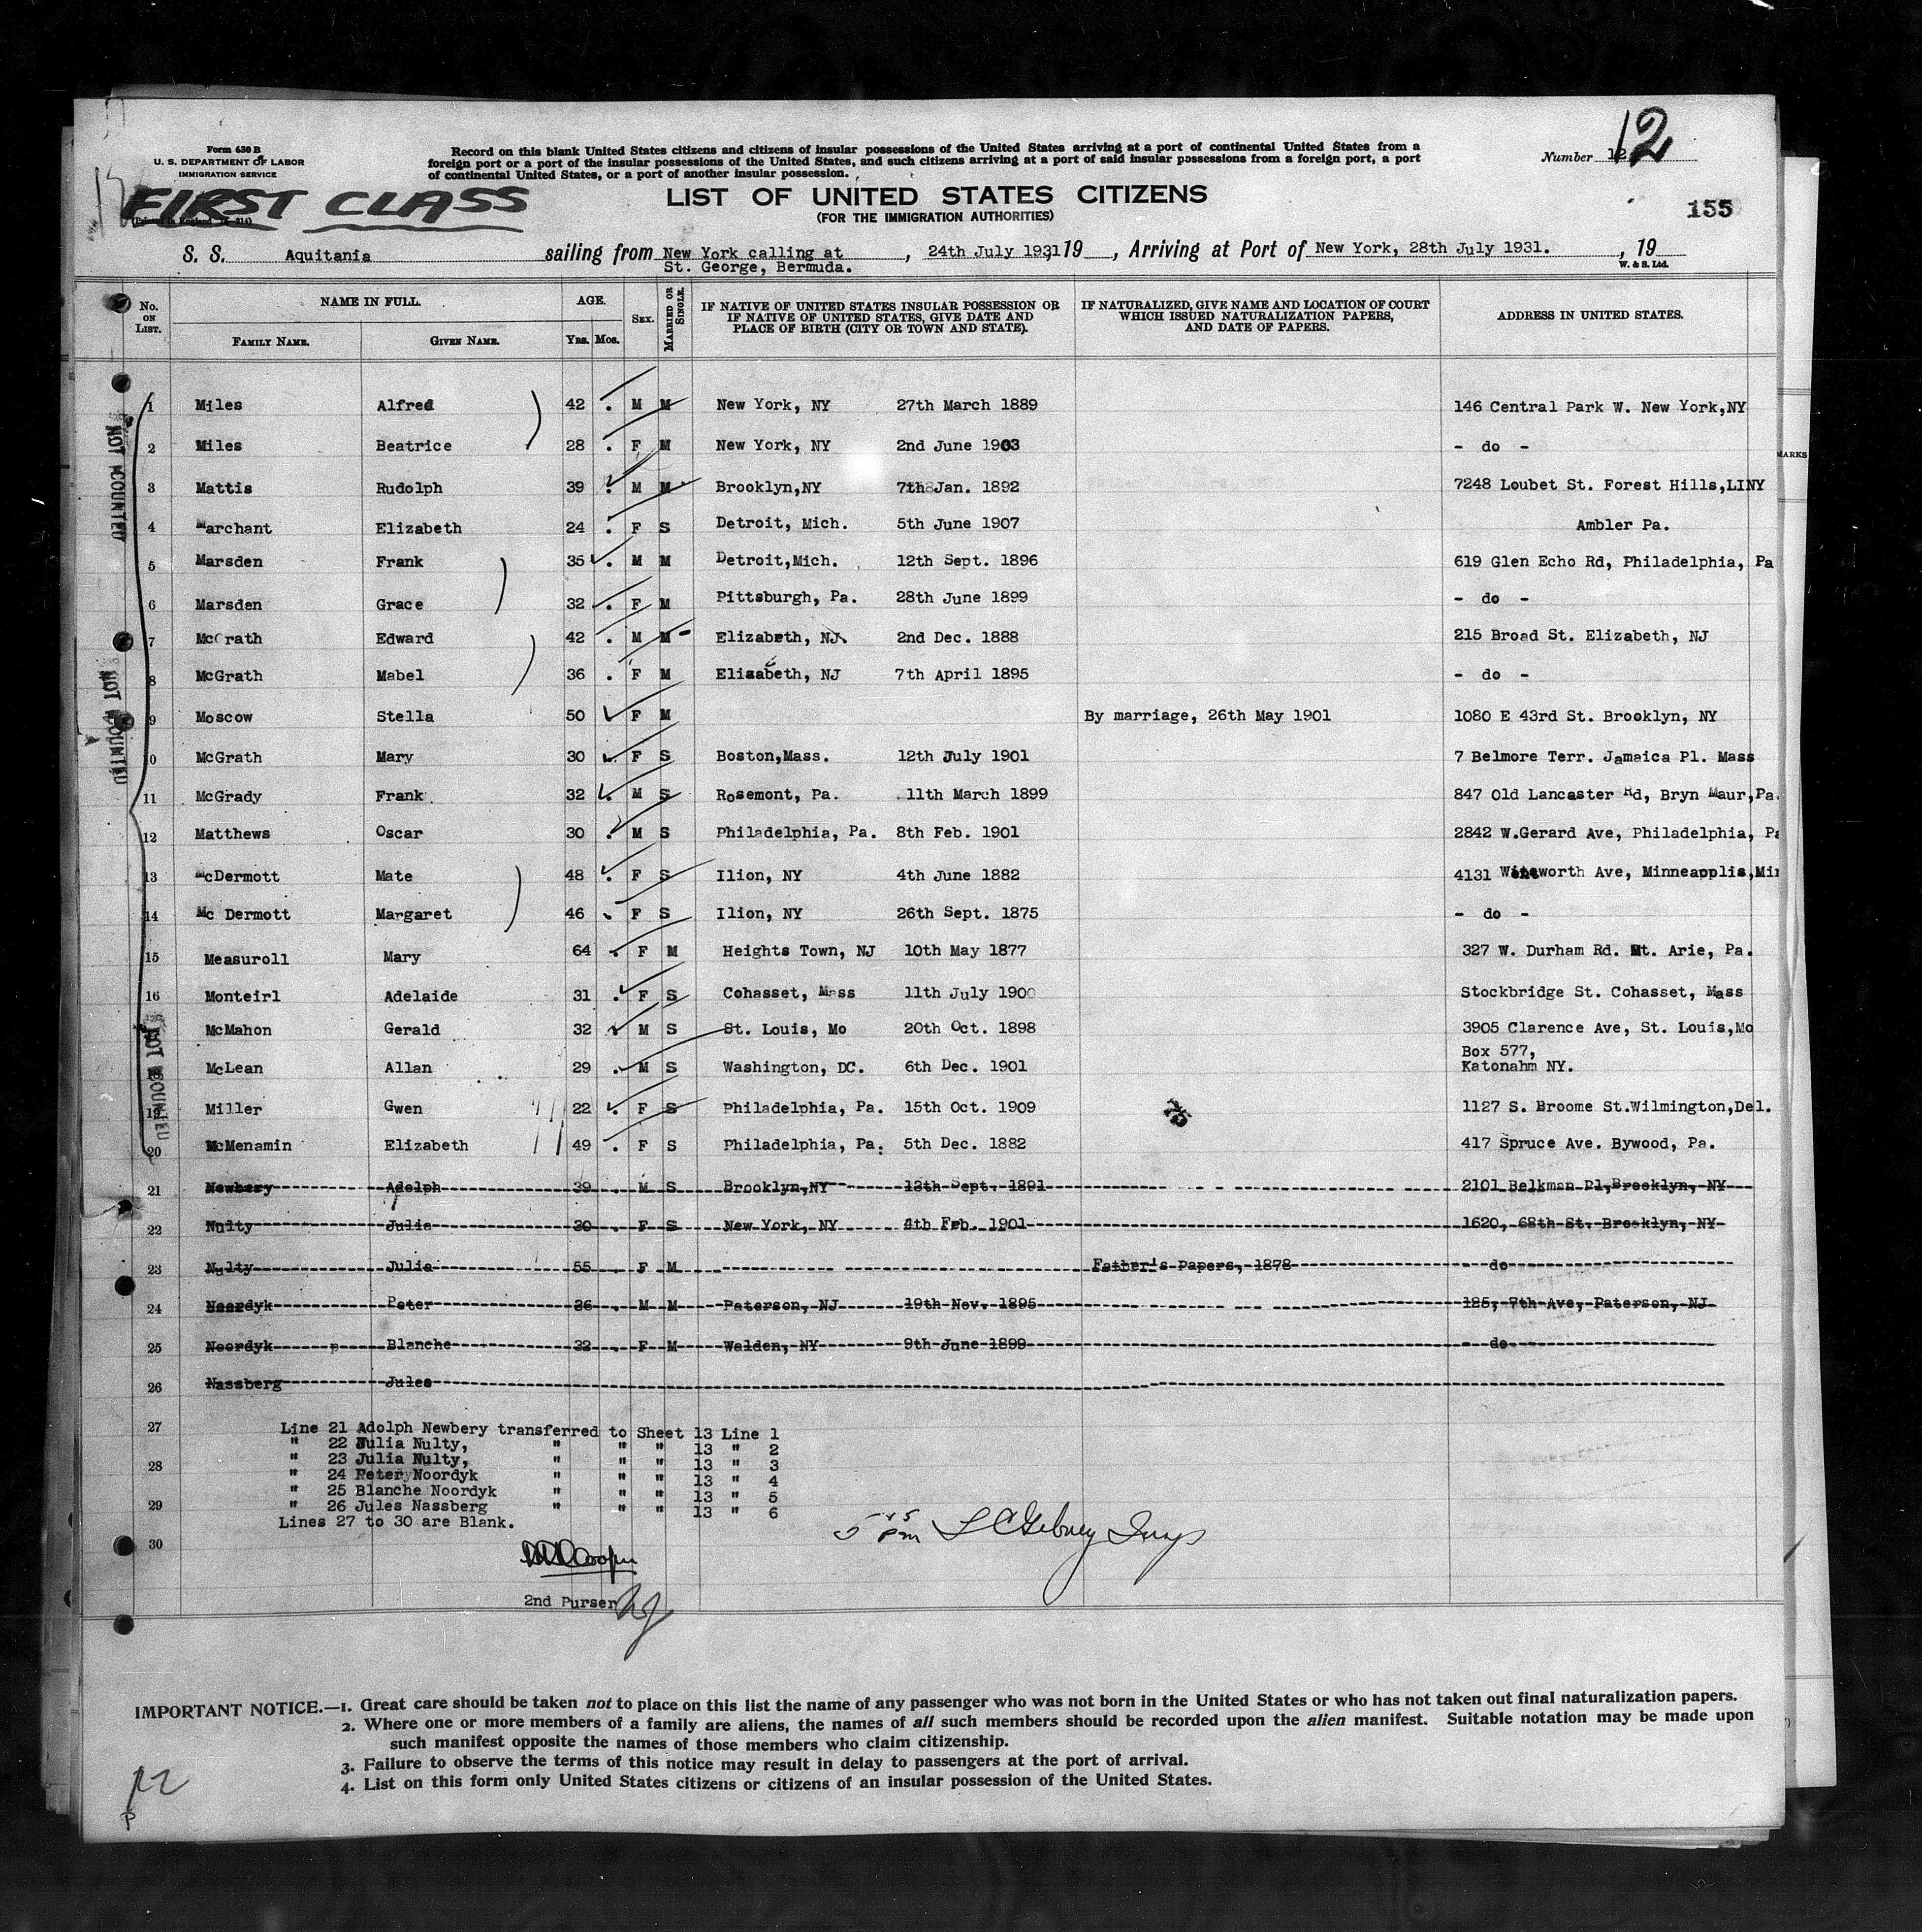 Form 630 B
U. S. DEPARTMENT OF LABOR
IMMIGRATION SERVICE
FIRST CLASS
Record on this blank United States citizens and citizens of insular possessions of the United States arriving at a port of continental United States from a
foreign port or a port of the insular possessions of the United States, and such citizens arriving at a port of said insular possessions from a foreign port, a port
of continental United States, or a port of another insular possession.
Number 12
12
LIST OF UNITED STATES CITIZENS
(FOR THE IMMIGRATION AUTHORITIES)
155
S. S. Aquitania sailing from New York calling at St. George, Bermuda. , 24th July 1931 19 , Arriving at Port of New York, 28th July 1931. , 19
W. & S. Ltd.
No. ON LIST. NAME IN FULL. FAMILY NAME. GIVEN NAME. AGE. Yrs. Mos. SEX. MARRIED OR SINGLE. IF NATIVE OF UNITED STATES INSULAR POSSESSION OR IF NATIVE OF UNITED STATES, GIVE DATE AND PLACE OF BIRTH (CITY OR TOWN AND STATE). IF NATURALIZED, GIVE NAME AND LOCATION OF COURT WHICH ISSUED NATURALIZATION PAPERS, AND DATE OF PAPERS. ADDRESS IN UNITED STATES.
1 Miles Alfred 42 M M New York, NY 27th March 1889 146 Central Park W. New York,NY
2 Miles Beatrice 28 F M New York, NY 2nd June 1903 - do -
3 Mattis Rudolph 39 M M Brooklyn,NY 7th Jan. 1892 7248 Loubet St. Forest Hills,LINY
4 Marchant Elizabeth 24 F S Detroit, Mich. 5th June 1907 Ambler Pa.
5 Marsden Frank 35 M M Detroit,Mich. 12th Sept. 1896 619 Glen Echo Rd, Philadelphia, Pa
6 Marsden Grace 32 F M Pittsburgh, Pa. 28th June 1899 - do -
7 McGrath Edward 42 M M Elizabeth, NJ 2nd Dec. 1888 215 Broad St. Elizabeth, NJ
8 McGrath Mabel 36 F M Elisabeth, NJ 7th April 1895 - do -
9 Moscow Stella 50 F M By marriage, 26th May 1901 1080 E 43rd St. Brooklyn, NY
10 McGrath Mary 30 F S Boston,Mass. 12th July 1901 7 Belmore Terr. Jamaica Pl. Mass
11 McGrady Frank 32 M S Rosemont, Pa. 11th March 1899 847 Old Lancaster Rd, Bryn Maur,Pa.
12 Matthews Oscar 30 M S Philadelphia, Pa. 8th Feb. 1901 2842 W.Gerard Ave, Philadelphia, Pa
13 McDermott Mate 48 F S Ilion, NY 4th June 1882 4131 Ave, Minneapplis,Min
14 Mc Dermott Margaret 46 F S Ilion, NY 26th Sept. 1875 - do -
15 Measuroll Mary 64 F M Heights Town, NJ 10th May 1877 327 W. Durham Rd. Mt. Arie, Pa.
16 Monteirl Adelaide 31 F S Cohasset, Mass 11th July 1900 Stockbridge St. Cohasset, Mass
17 McMahon Gerald 32 M S St. Louis, Mo 20th Oct. 1898 3905 Clarence Ave, St. Louis,Mo
18 McLean Allan 29 M S Washington, DC. 6th Dec. 1901 Box 577, Katonahm NY.
19 Miller Gwen 22 F S Philadelphia, Pa. 15th Oct. 1909 1127 S. Broome St.Wilmington,Del.
20 McMenamin Elizabeth 49 F S Philadelphia, Pa. 5th Dec. 1882 417 Spruce Ave. Bywood, Pa.
21 Newbery Adolph 39 M S Brooklyn,NY 13th Sept. 1891 2101 Belkman Pl,Brooklyn, NY
22 Nulty Julia 30 F S New York, NY 4th Feb. 1901 1620, 68th St. Brooklyn, NY
23 Nulty Julia 55 F M Father's Papers, 1878 - do
24 Noordyk Peter 36 M M Paterson, NJ 19th Nov. 1895 125, 7th Ave, Paterson, NJ
25 Noordyk Blanche 32 F M Walden, NY 9th June 1899 - do
26 Nassberg Jules
27
28
29
30
NOT COUNTED
NOT COUNTED
NOT COUNTED
Line 21 Adolph Newbery transferred to Sheet 13 Line 1
" 22 Julia Nulty, " " " 13 " 2
" 23 Julia Nulty, " " " 13 " 3
" 24 Peter Noordyk " " " 13 " 4
" 25 Blanche Noordyk " " " 13 " 5
" 26 Jules Nassberg " " " 13 " 6
Lines 27 to 30 are Blank.
5 45 pm
2nd Purser
IMPORTANT NOTICE.—1. Great care should be taken not to place on this list the name of any passenger who was not born in the United States or who has not taken out final naturalization papers.
2. Where one or more members of a family are aliens, the names of all such members should be recorded upon the alien manifest. Suitable notation may be made upon
such manifest opposite the names of those members who claim citizenship.
3. Failure to observe the terms of this notice may result in delay to passengers at the port of arrival.
4. List on this form only United States citizens or citizens of an insular possession of the United States.
12
P
MARKS